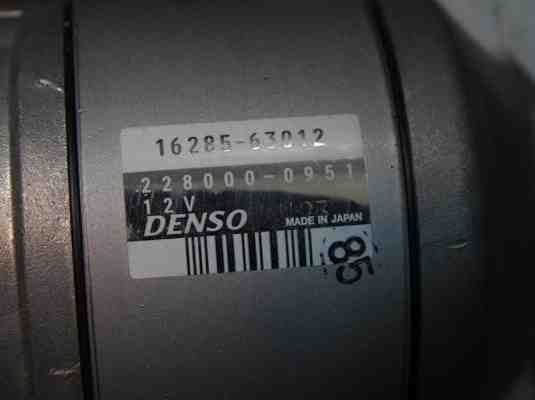 16285-63012
228000-0951
12V
DENSO MADE IN JAPAN
85